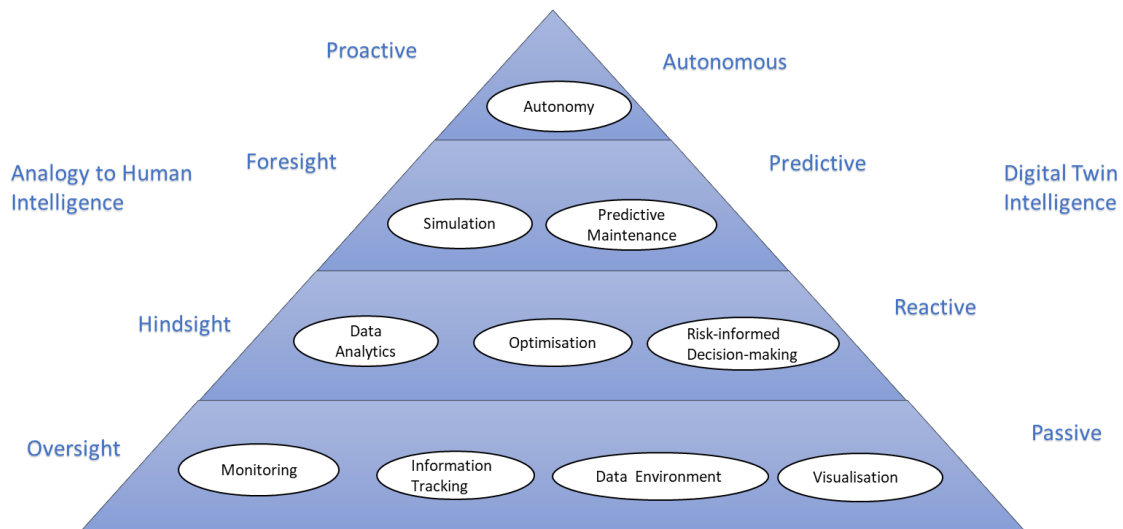 Proactive
Autonomous
Autonomy
Analogy to Human
Intelligence
Foresight
Predictive
Digital Twin
Intelligence
Simulation
Predictive
Maintenance
Hindsight
Reactive
Data
Analytics
Optimisation
Risk-informed
Decision-making
Oversight
Passive
Monitoring
Information
Tracking
Data Environment
Visualisation